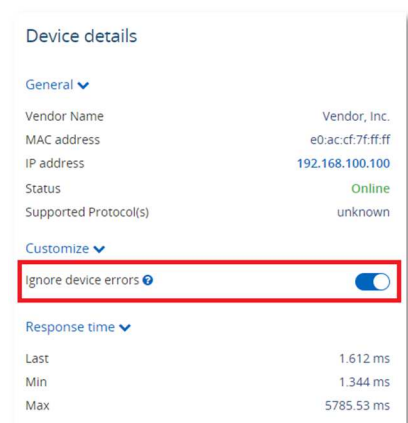 Device details
General
Vendor Name Vendor, Inc.
MAC address e0:ac:cf:7f:ff:ff
IP address 192.168.100.100
Status Online
Supported Protocol(s) unknown
Customize
Ignore device errors ?
Response time
Last 1.612 ms
Min 1.344 ms
Max 5785.53 ms